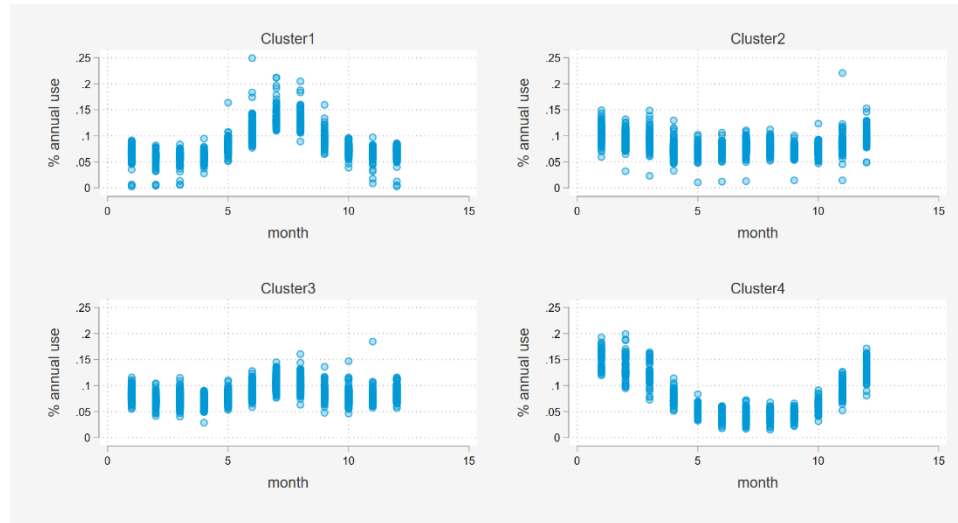 Cluster1
% annual use
.25
.2
.15
.1
.05
0
0 5 10 15
month
Cluster2
% annual use
.25
.2
.15
.1
.05
0
0 5 10 15
month
Cluster3
% annual use
.25
.2
.15
.1
.05
0
0 5 10 15
month
Cluster4
% annual use
.25
.2
.15
.1
.05
0
0 5 10 15
month